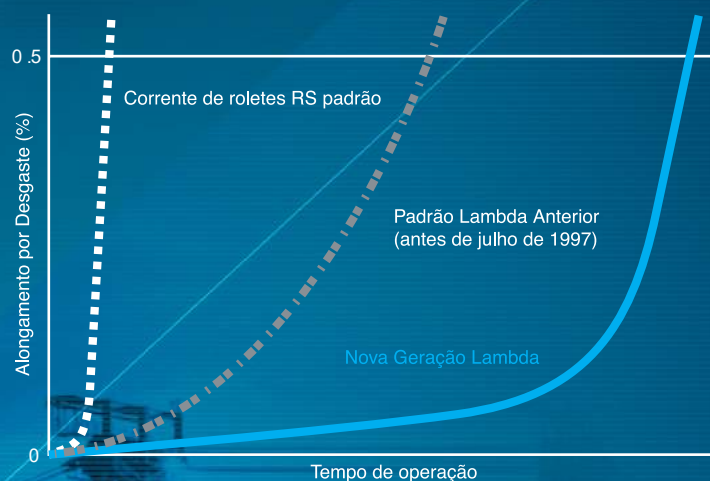 0 .5
Corrente de roletes RS padrão
Alongamento por Desgaste (%)
Padrão Lambda Anterior
(antes de julho de 1997)
Nova Geração Lambda
0
Tempo de operação